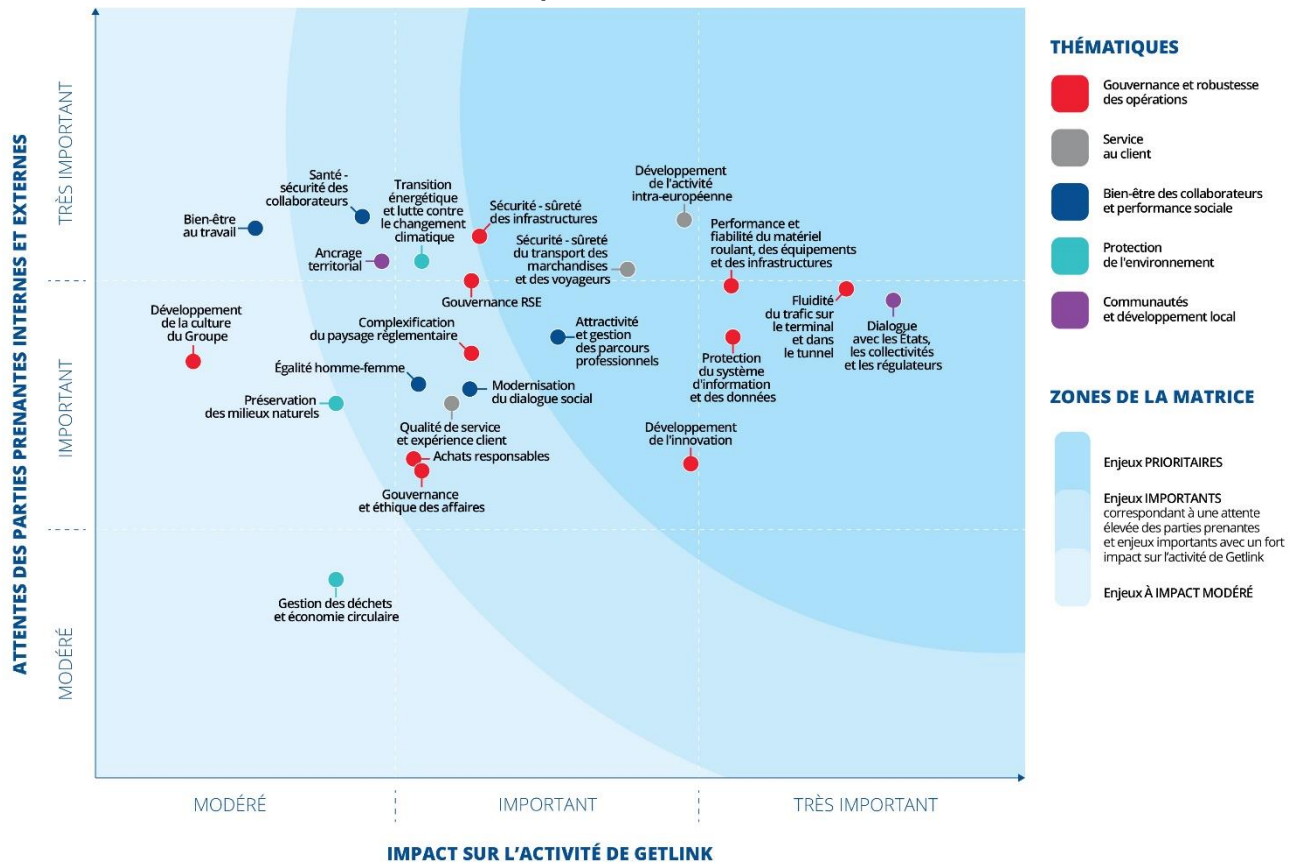 ATTENTES DES PARTIES PRENANTES INTERNES ET EXTERNES
TRÈS IMPORTANT
IMPORTANT
MODÉRÉ
Bien-être
au travail
Santé -
sécurité des
collaborateurs
Ancrage
territorial
Transition
énergétique
et lutte contre
le changement
climatique
Sécurité - sûreté
des infrastructures
Sécurité - sûreté
du transport des
marchandises
et des voyageurs
Développement
de l'activité
intra-européenne
Performance et
fiabilité du matériel
roulant, des équipements
et des infrastructures
Gouvernance RSE
Fluidité
du trafic sur
le terminal
et dans
le tunnel
Dialogue
avec les États,
les collectivités
et les régulateurs
Développement
de la culture
du Groupe
Complexification
du paysage réglementaire
Attractivité
et gestion
des parcours
professionnels
Protection
du système
d'information
et des données
Égalité homme-femme
Modernisation
du dialogue social
Préservation
des milieux naturels
Qualité de service
et expérience client
Développement
de l'innovation
Achats responsables
Gouvernance
et éthique des affaires
Gestion des déchets
et économie circulaire
MODÉRÉ
IMPORTANT
TRÈS IMPORTANT
IMPACT SUR L'ACTIVITÉ DE GETLINK
THÉMATIQUES
Gouvernance et robustesse
des opérations
Service
au client
Bien-être des collaborateurs
et performance sociale
Protection
de l'environnement
Communautés
et développement local
ZONES DE LA MATRICE
Enjeux PRIORITAIRES
Enjeux IMPORTANTS
correspondant à une attente
élevée des parties prenantes
et enjeux importants avec un fort
impact sur l'activité de Getlink
Enjeux À IMPACT MODÉRÉ